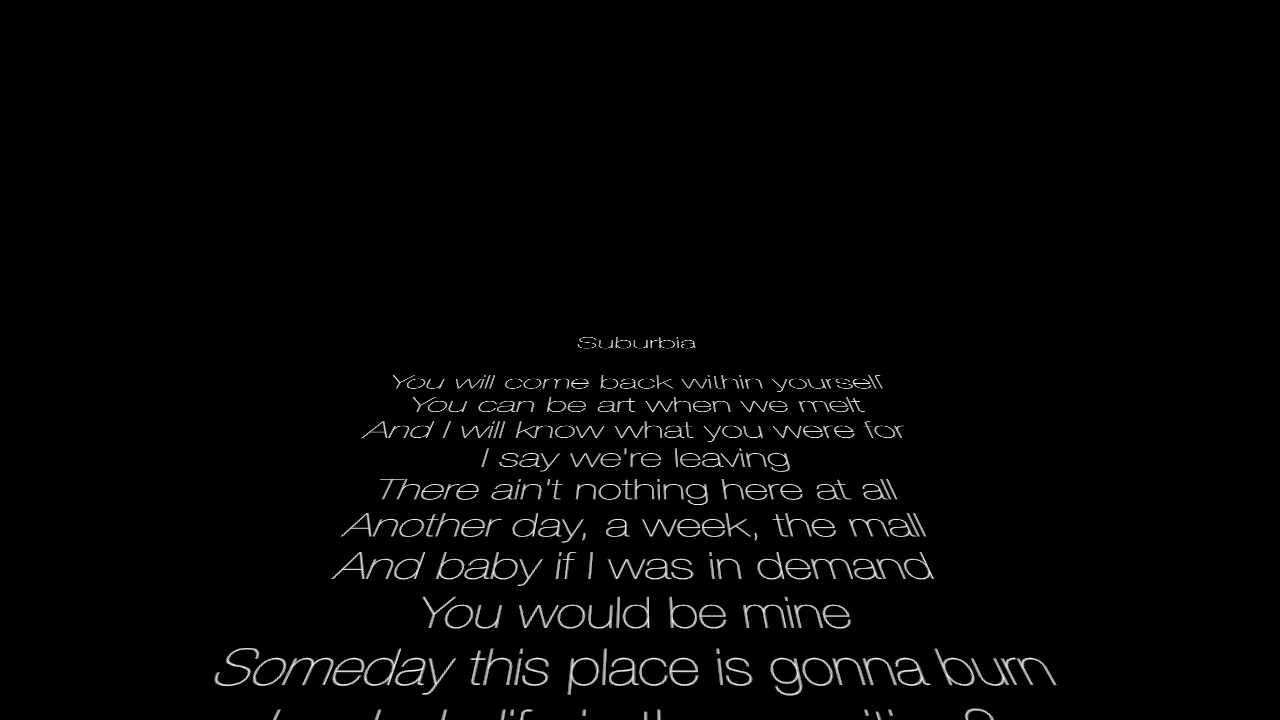 Suburbia
You will come back within yourself
You can be art when we melt
And I will know what you were for
I say we're leaving
There ain't nothing here at all
Another day, a week, the mall
And baby if I was in demand
You would be mine
Someday this place is gonna burn